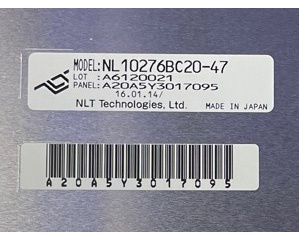 MODEL: NL10276BC20-47
LOT : A6120021
PANEL: A20A5Y3017095
16.01.14/
NLT Technologies, Ltd. MADE IN JAPAN
A20A5Y3017095